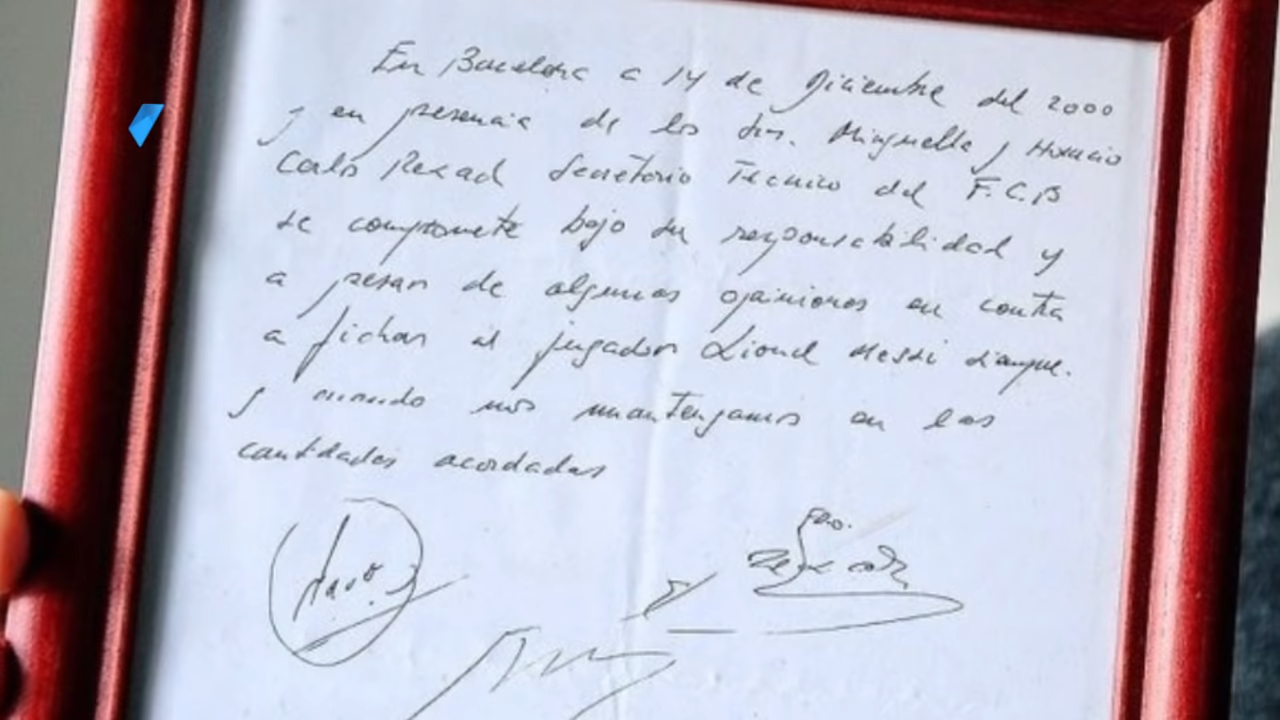 En Barcelona a 14 de Diciembre del 2000
y en presencia de los Srs. Minguella y Horacio
Carlos Rexach Secretario Técnico del F.C.B
se compromete bajo su responsabilidad y
a pesar de algunas opiniones en contra
a fichar al jugador Lionel Messi siempre.
y cuando nos mantengamos en las
cantidades acordadas
Fdo.